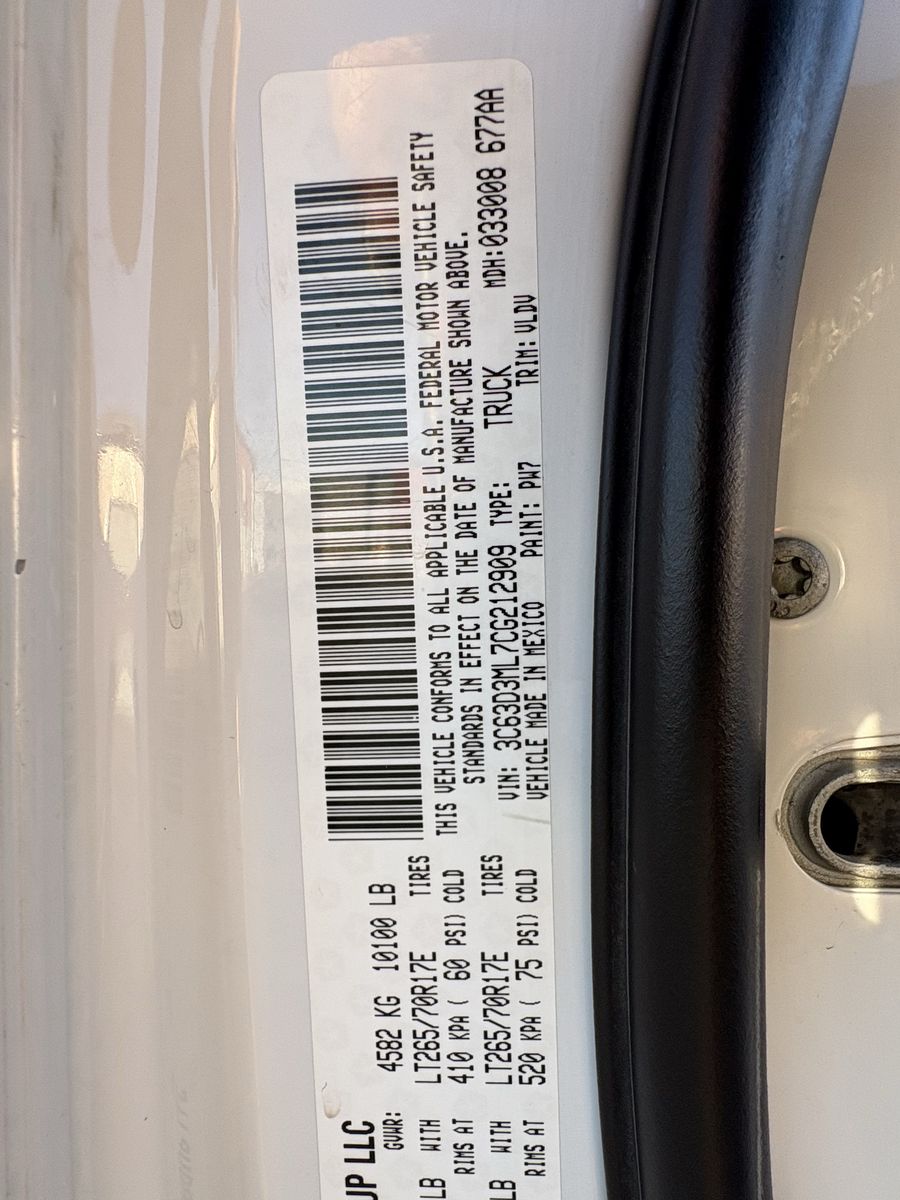 UP LLC
GVWR: 4582 KG 10100 LB
LB WITH LT265/70R17E TIRES
RIMS AT 410 KPA ( 60 PSI) COLD
LB WITH LT265/70R17E TIRES
RIMS AT 520 KPA ( 75 PSI) COLD
THIS VEHICLE CONFORMS TO ALL APPLICABLE U.S.A. FEDERAL MOTOR VEHICLE SAFETY
STANDARDS IN EFFECT ON THE DATE OF MANUFACTURE SHOWN ABOVE.
VIN: 3C63D3ML7CG212909 TYPE: TRUCK MDH:033008 677AA
VEHICLE MADE IN MEXICO PAINT: PW7 TRIM: VLDV